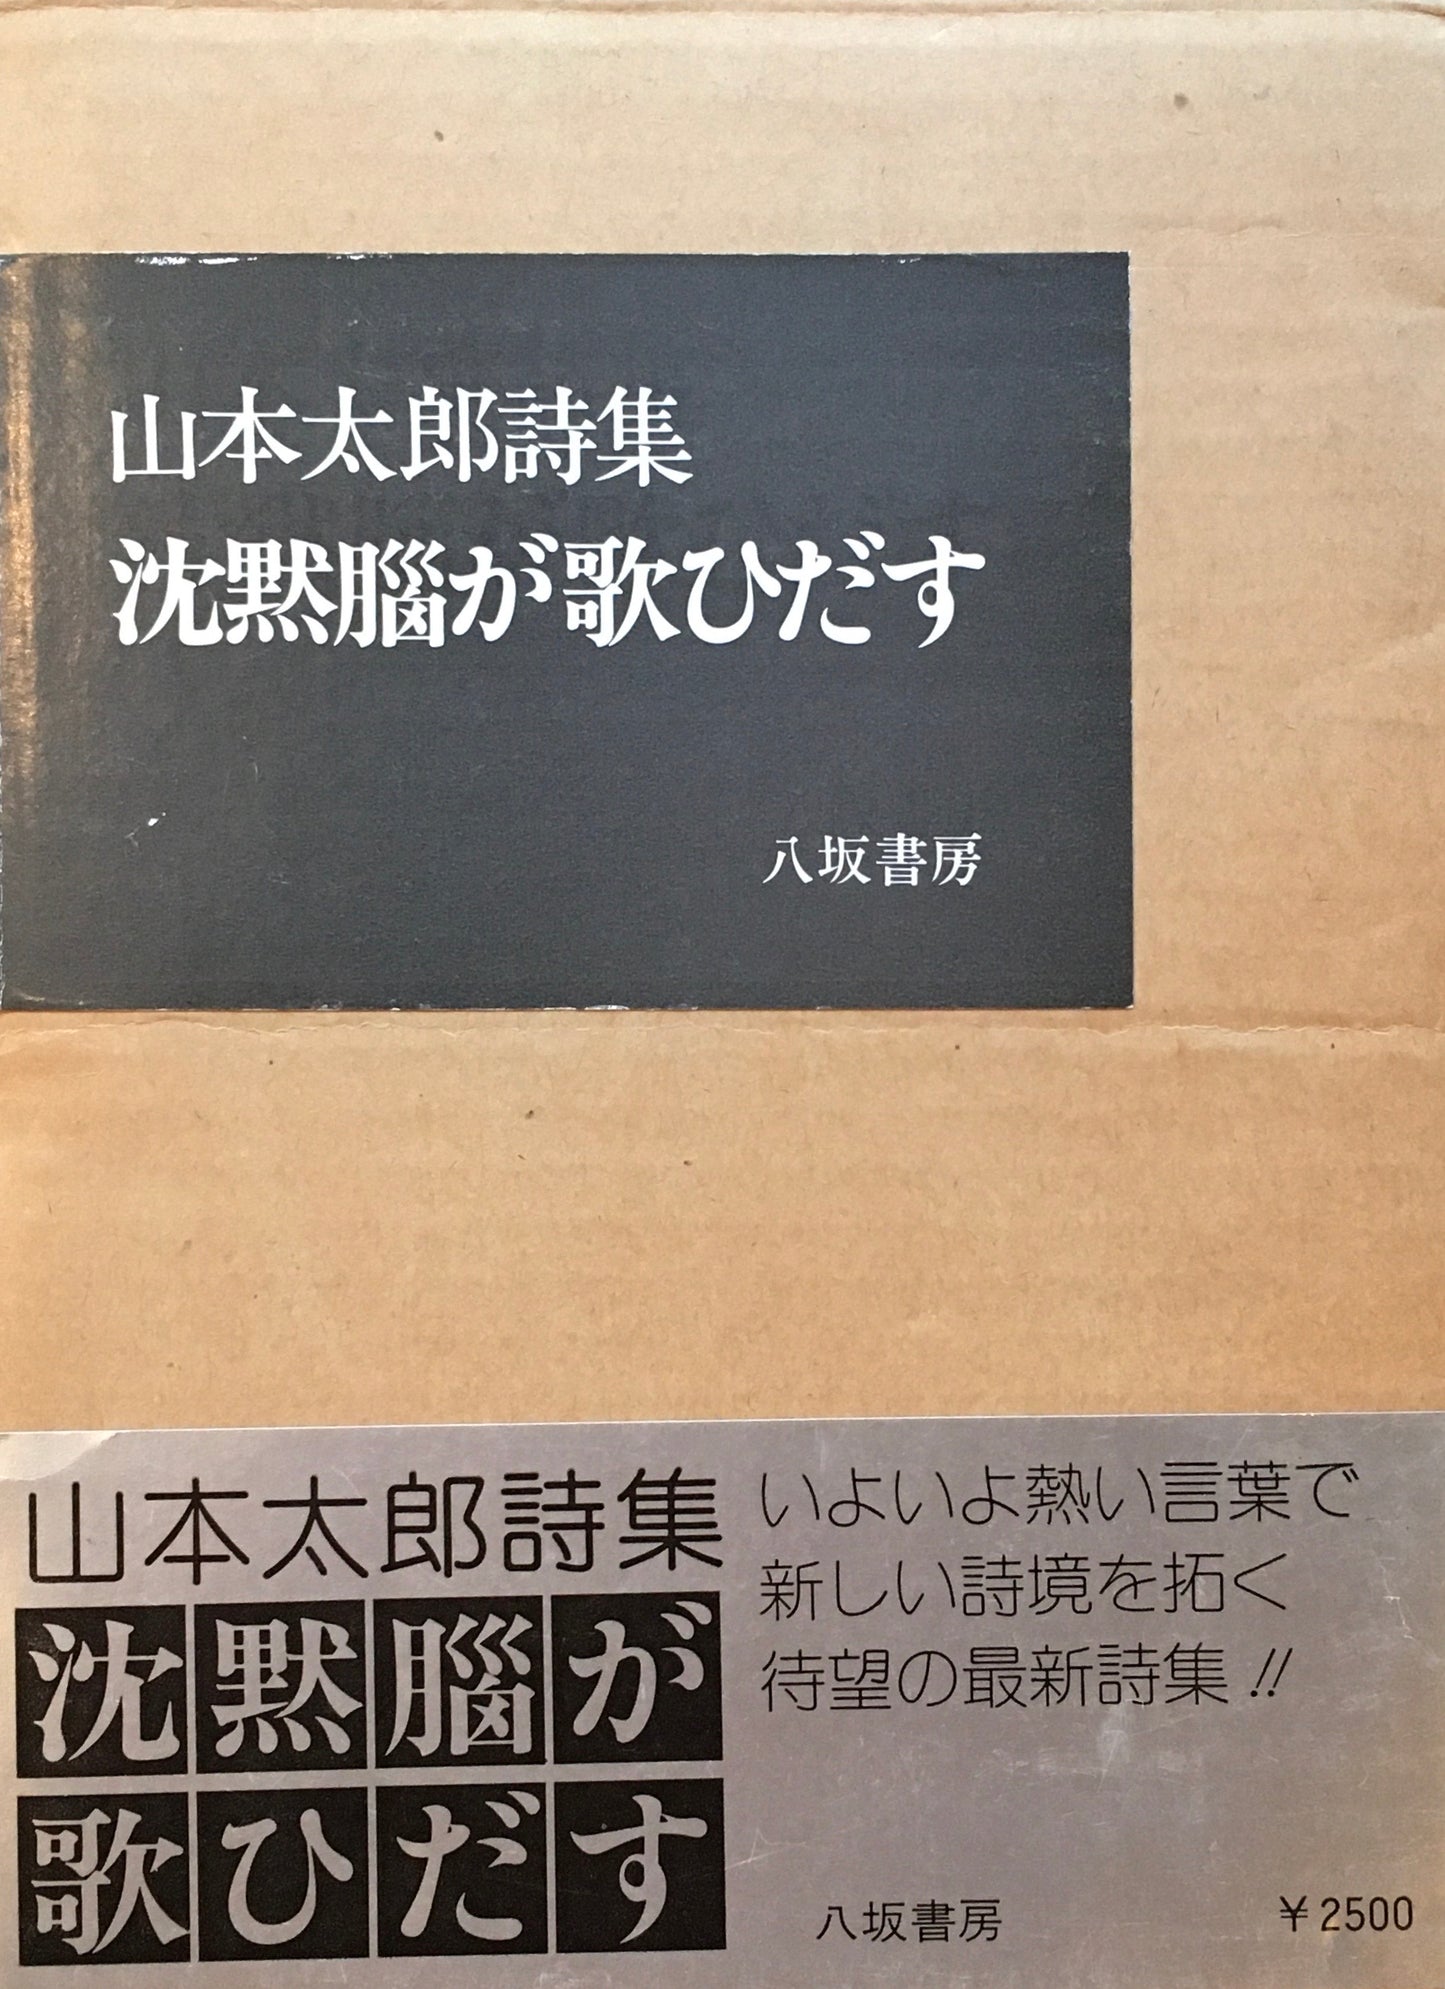 山本太郎詩集
沈黙脳が歌ひだす
八坂書房
山本太郎詩集
沈黙脳が
歌ひだす
いよいよ熱い言葉で
新しい詩境を拓く
待望の最新詩集!!
八坂書房
¥2500